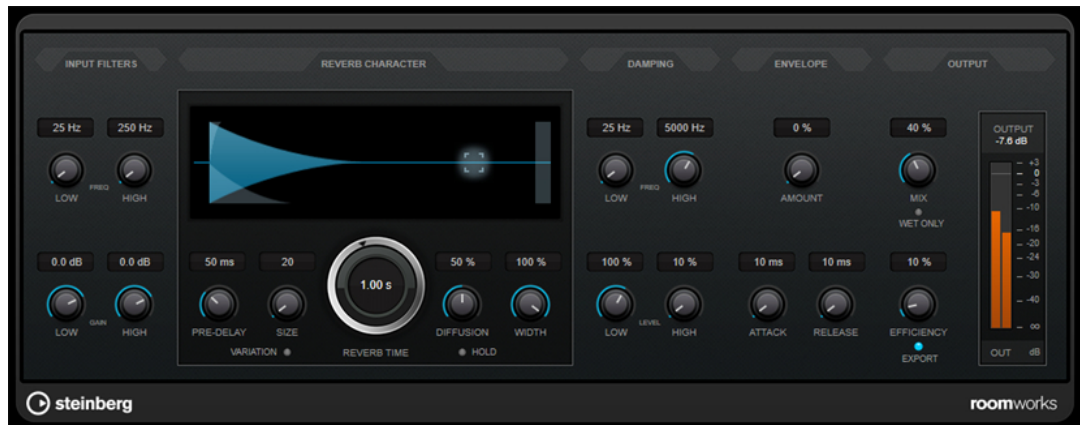 INPUT FILTERS
REVERB CHARACTER
DAMPING
ENVELOPE
OUTPUT
25 Hz 250 Hz
LOW FREQ HIGH
0.0 dB 0.0 dB
LOW GAIN HIGH
50 ms 20 1.00 s 50 % 100 %
PRE-DELAY SIZE DIFFUSION WIDTH
VARIATION REVERB TIME HOLD
25 Hz 5000 Hz
LOW FREQ HIGH
100 % 10 %
LOW LEVEL HIGH
0 %
AMOUNT
10 ms 10 ms
ATTACK RELEASE
40 %
MIX
WET ONLY
10 %
EFFICIENCY
EXPORT
OUTPUT
-7.6 dB
+3
0
-3
-6
-10
-16
-20
-24
-30
-40
∞
OUT dB
steinberg
roomworks